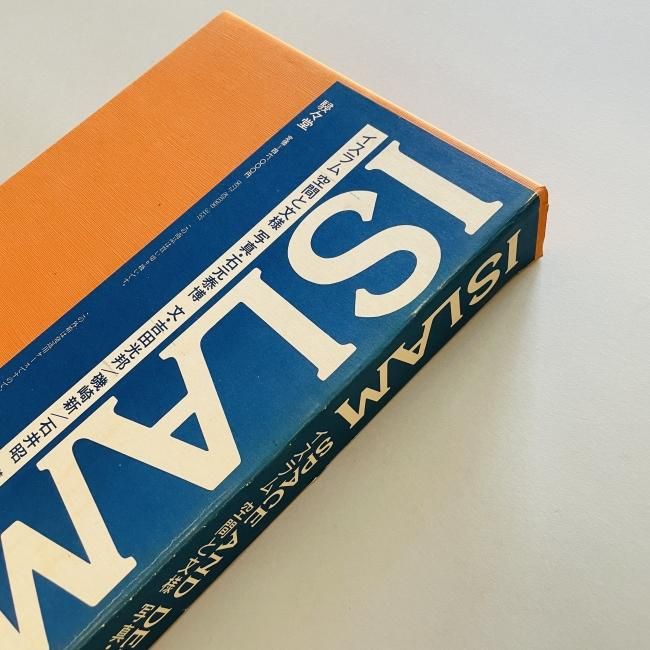 駸々堂
ISLAM
イスラム 空間と文様 写真・石元泰博 文・吉田光邦/磯崎新/石井昭
ISLAM SPACE AND DE
イスラム 空間と文様 写真・